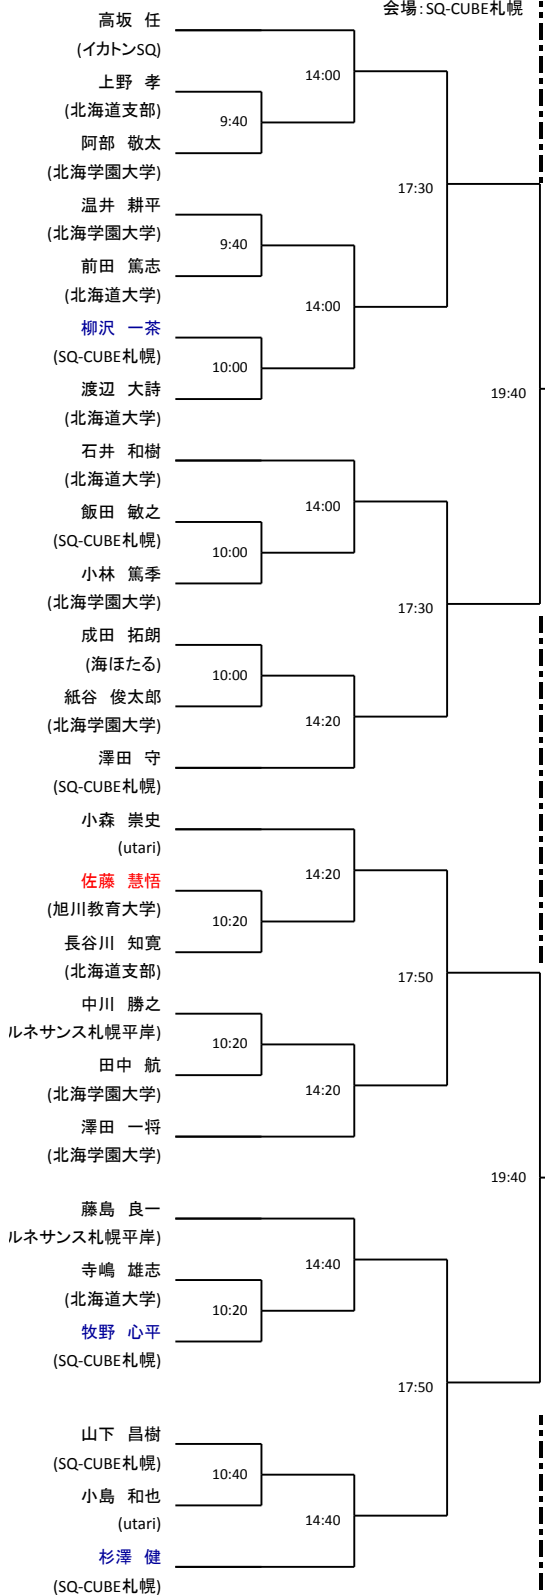 会場：SQ-CUBE札幌
高坂　任
(イカトンSQ)
14:00
上野　孝
(北海道支部)
9:40
阿部　敬太
(北海学園大学)
17:30
温井　耕平
(北海学園大学)
9:40
前田　篤志
(北海道大学)
14:00
柳沢　一茶
(SQ-CUBE札幌)
10:00
渡辺　大詩
(北海道大学)
19:40
石井　和樹
(北海道大学)
14:00
飯田　敏之
(SQ-CUBE札幌)
10:00
小林　篤季
(北海学園大学)
17:30
成田　拓朗
(海ほたる)
10:00
紙谷　俊太郎
(北海学園大学)
14:20
澤田　守
(SQ-CUBE札幌)
小森　崇史
(utari)
14:20
佐藤　慧悟
(旭川教育大学)
10:20
長谷川　知寛
(北海道支部)
17:50
中川　勝之
ルネサンス札幌平岸)
10:20
田中　航
(北海学園大学)
14:20
澤田　一将
(北海学園大学)
19:40
藤島　良一
ルネサンス札幌平岸)
14:40
寺嶋　雄志
(北海道大学)
10:20
牧野　心平
(SQ-CUBE札幌)
17:50
山下　昌樹
(SQ-CUBE札幌)
10:40
小島　和也
(utari)
14:40
杉澤　健
(SQ-CUBE札幌)